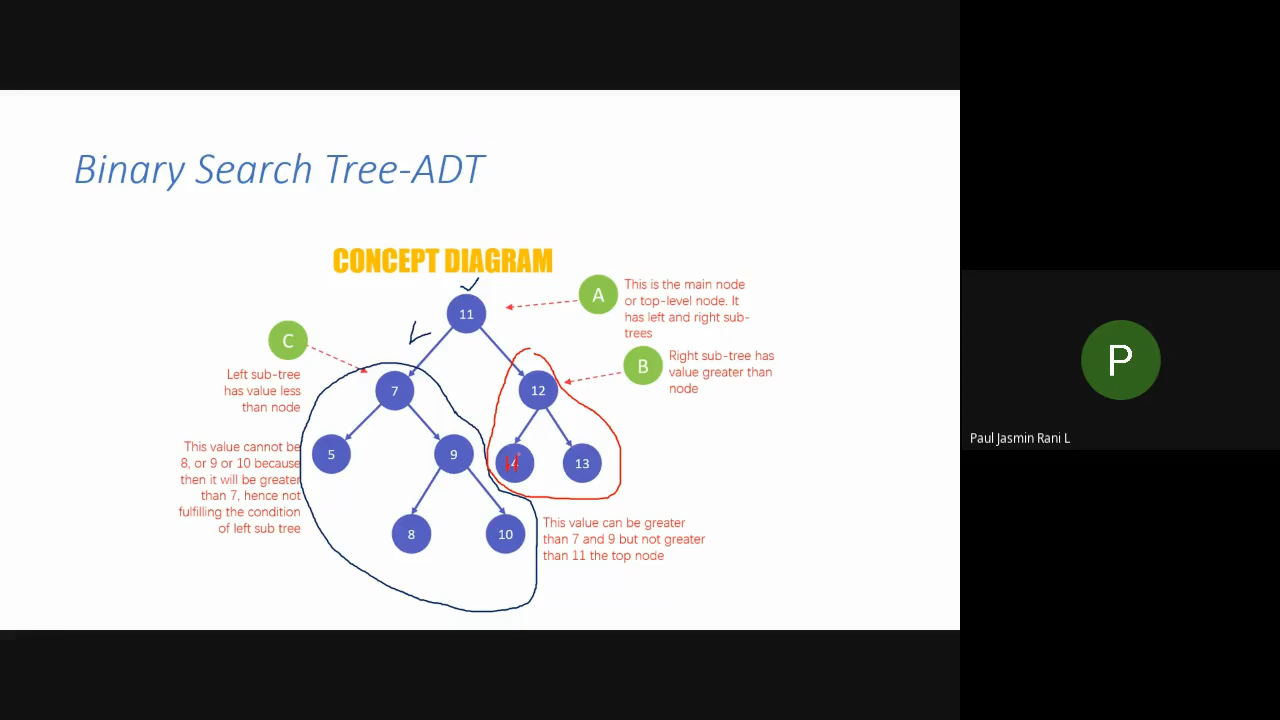 Binary Search Tree-ADT
CONCEPT DIAGRAM
11
A
This is the main node
or top-level node. It
has left and right sub-
trees
C
Left sub-tree
has value less
than node
B
Right sub-tree has
value greater than
node
7
12
This value cannot be
8, or 9 or 10 because
then it will be greater
than 7, hence not
fulfilling the condition
of left sub tree
5
9
13
8
10
This value can be greater
than 7 and 9 but not greater
than 11 the top node
P
Paul Jasmin Rani L